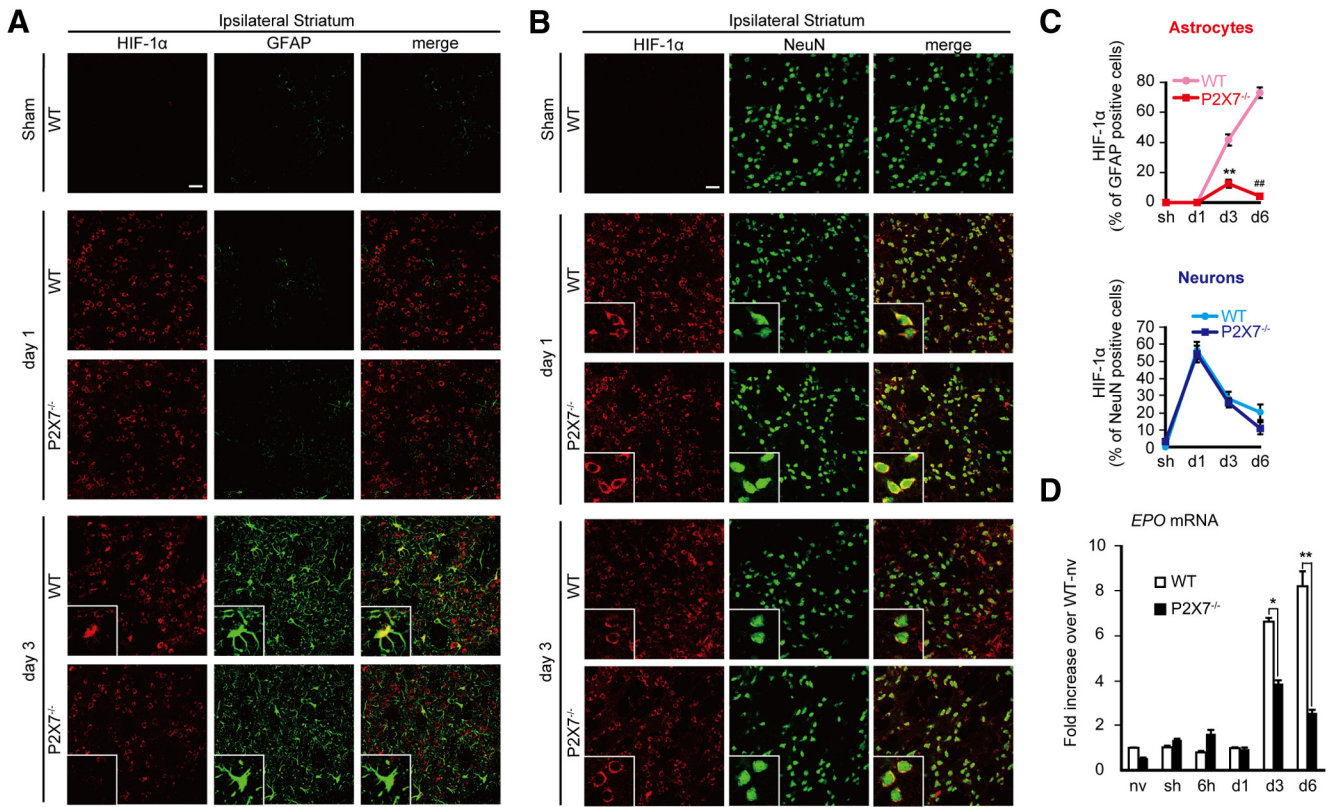 A
Ipsilateral Striatum
HIF-1α GFAP merge
Sham
WT
day 1
WT
P2X7-/-
day 3
WT
P2X7-/-
B
Ipsilateral Striatum
HIF-1α NeuN merge
Sham
WT
day 1
WT
P2X7-/-
day 3
WT
P2X7-/-
C
Astrocytes
HIF-1α
(% of GFAP positive cells)
80
60
40
20
0
WT
P2X7-/-
**
##
sh d1 d3 d6
Neurons
HIF-1α
(% of NeuN positive cells)
70
60
50
40
30
20
10
0
WT
P2X7-/-
sh d1 d3 d6
D
EPO mRNA
Fold increase over WT-nv
10
8
6
4
2
0
WT
P2X7-/-
*
**
nv sh 6h d1 d3 d6